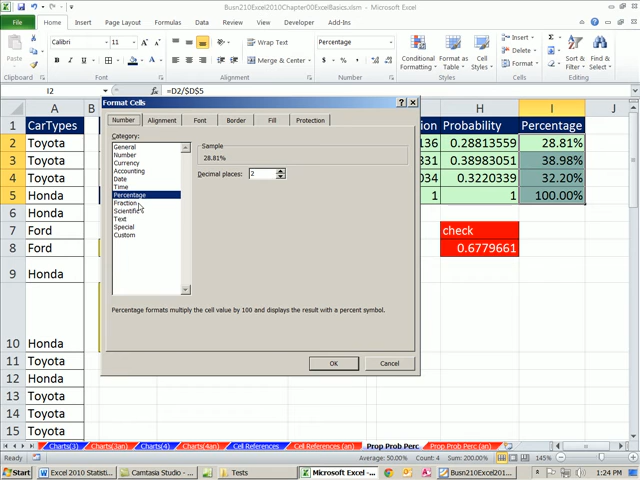 Busn210Excel2010Chapter00ExcelBasics.xlsm - Microsoft Excel
File Home Insert Page Layout Formulas Data Review View Developer Add-Ins
Calibri 11 Wrap Text Percentage Insert
Paste Merge & Center $ % , Conditional Formatting Format as Table Cell Styles Delete Format Sort & Filter Find & Select
I2 =D2/$D$5
A B H I J
1 CarTypes tion Probability Percentage
2 Toyota 136 0.28813559 28.81%
3 Toyota 831 0.38983051 38.98%
4 Toyota 034 0.3220339 32.20%
5 Honda 1 1 100.00%
6 Honda
7 Ford check
8 Ford 0.6779661
9 Honda
10 Honda
11 Toyota
12 Honda
13 Toyota
14 Toyota
15 Toyota
Format Cells
Number Alignment Font Border Fill Protection
Category:
General
Number
Currency
Accounting
Date
Time
Percentage
Fraction
Scientific
Text
Special
Custom
Sample
28.81%
Decimal places: 2
Percentage formats multiply the cell value by 100 and displays the result with a percent symbol.
OK Cancel
Charts(3) Charts(3an) Charts(4) Charts(4an) Cell References Cell References (an) Prop Prob Perc Prop Prob Perc (an)
Ready Average: 50.00% Count: 4 Sum: 200.00% 145%
Start Excel 2010 Statisti... Camtasia Studio - ... Tests Microsoft Excel -... Busn210Excel201... 1:24 PM